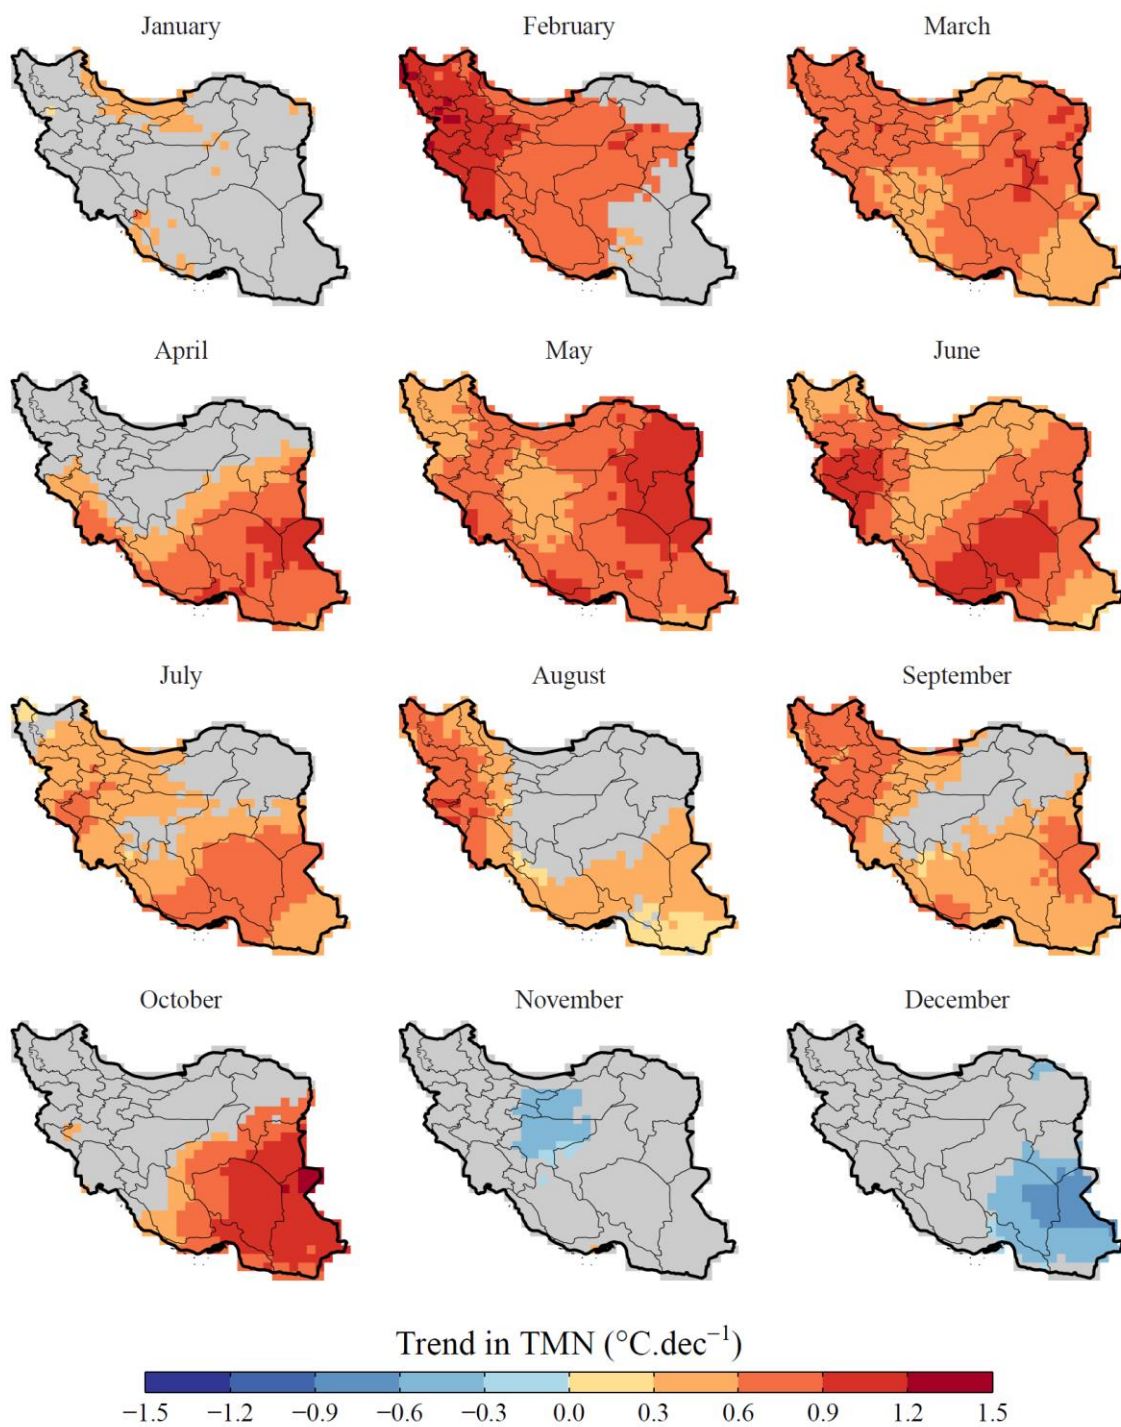 January February March
April May June
July August September
October November December
Trend in TMN (°C.dec⁻¹)
−1.5 −1.2 −0.9 −0.6 −0.3 0.0 0.3 0.6 0.9 1.2 1.5